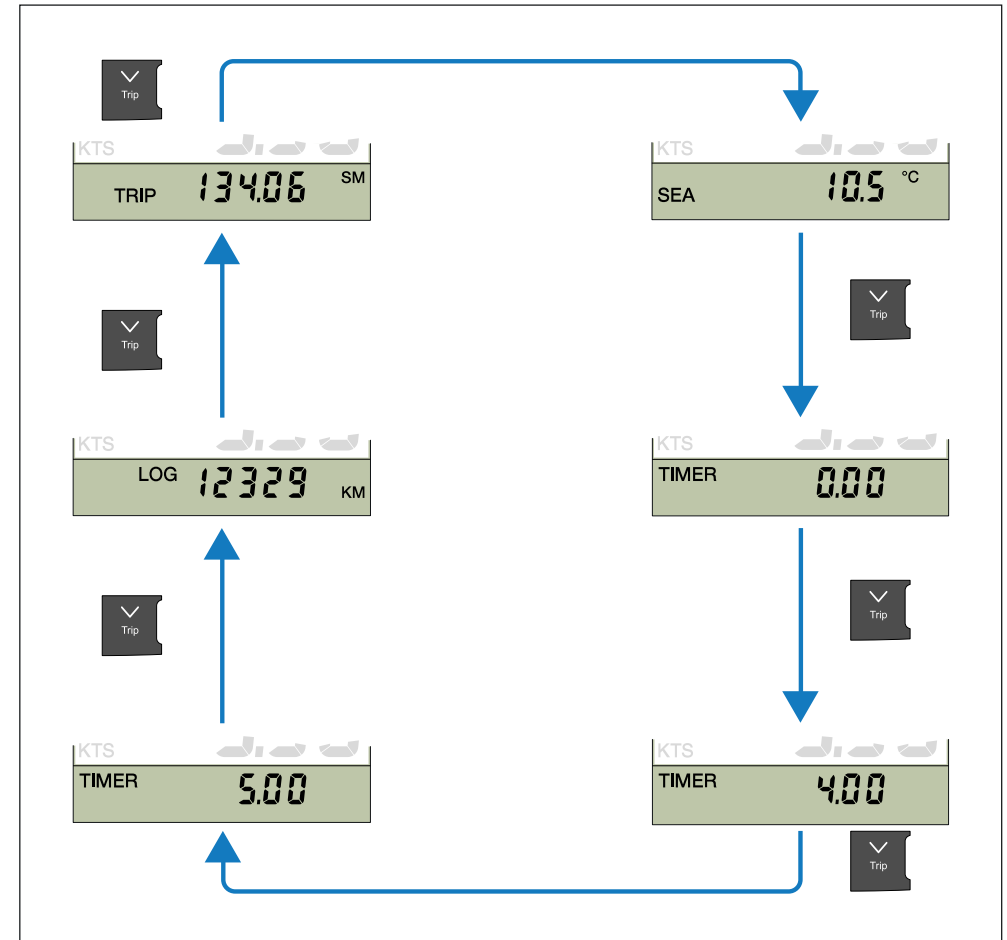 Trip
KTS
TRIP 134.06 SM
KTS
SEA 10.5 °C
Trip
Trip
KTS
LOG 12329 KM
KTS
TIMER 0.00
Trip
Trip
KTS
TIMER 5.00
KTS
TIMER 4.00
Trip